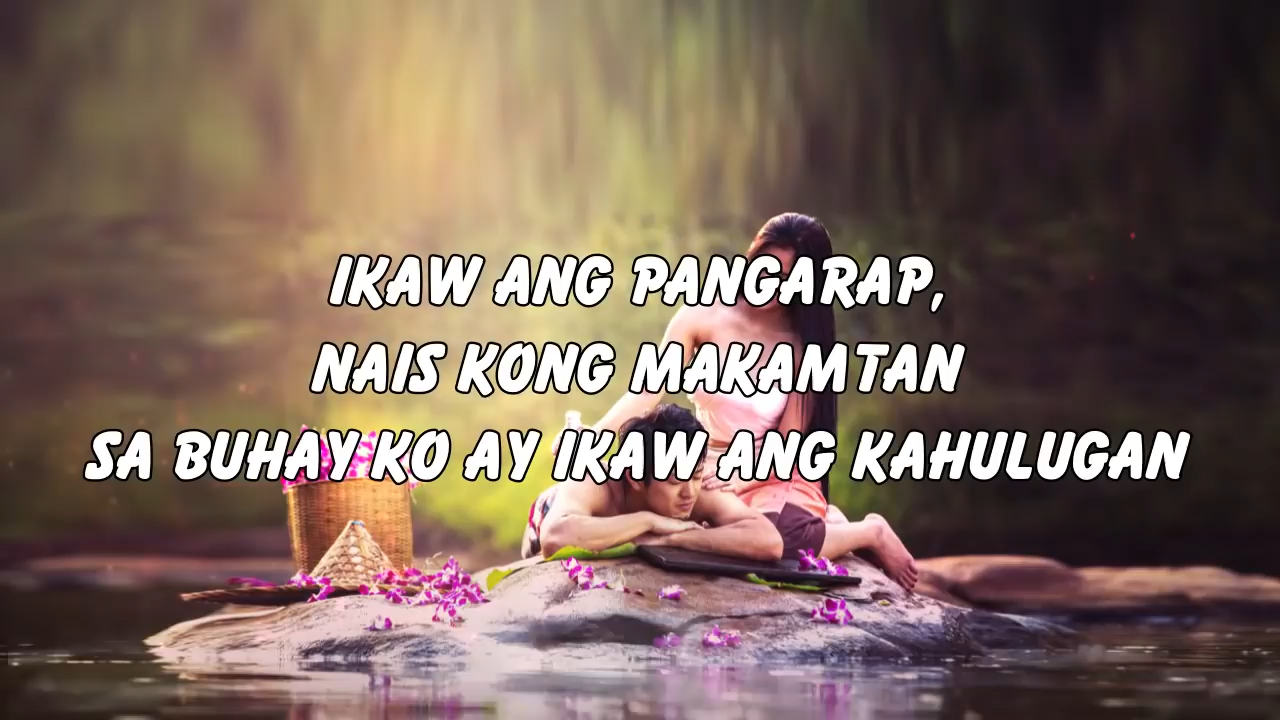 IKAW ANG PANGARAP,
NAIS KONG MAKAMTAN
SA BUHAY KO AY IKAW ANG KAHULUGAN